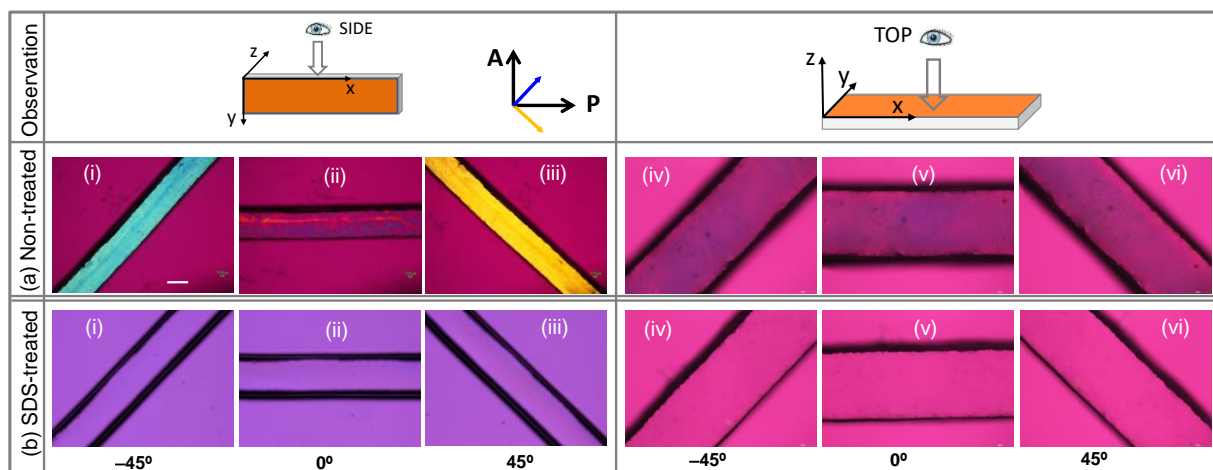 Observation
SIDE
z
x
y
A
P
TOP
z
y
x
(a) Non-treated
(i)
(ii)
(iii)
(iv)
(v)
(vi)
(b) SDS-treated
(i)
(ii)
(iii)
(iv)
(v)
(vi)
–45º
0º
45º
–45º
0º
45º